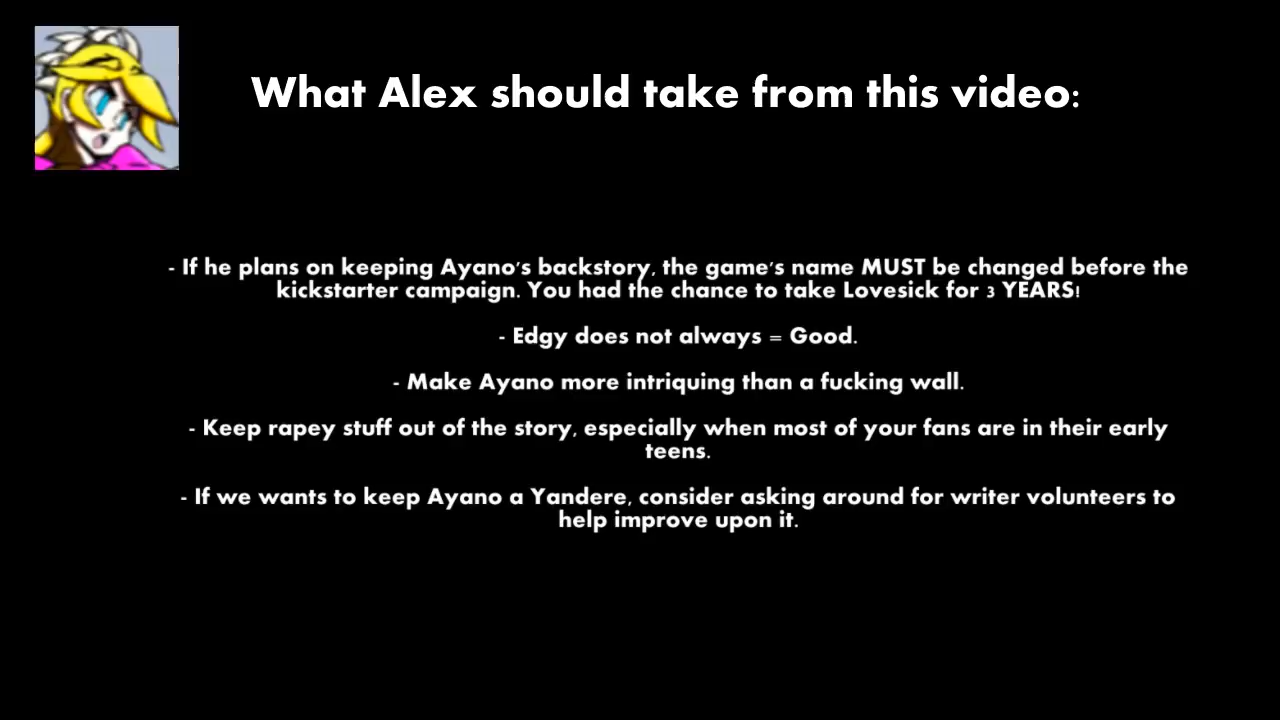 What Alex should take from this video:
- If he plans on keeping Ayano's backstory, the game's name MUST be changed before the
kickstarter campaign. You had the chance to take Lovesick for 3 YEARS!
- Edgy does not always = Good.
- Make Ayano more intriquing than a fucking wall.
- Keep rapey stuff out of the story, especially when most of your fans are in their early
teens.
- If we wants to keep Ayano a Yandere, consider asking around for writer volunteers to
help improve upon it.